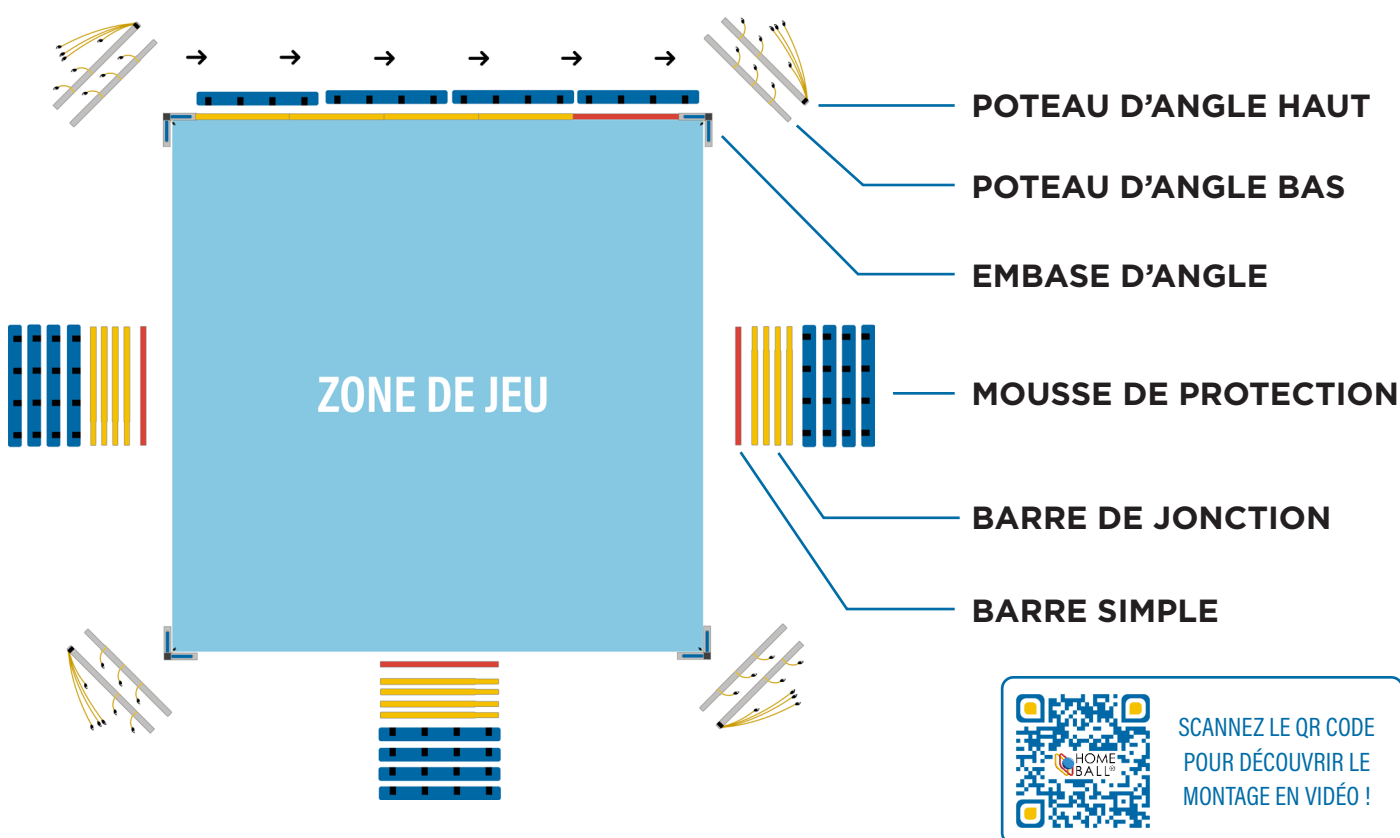 POTEAU D’ANGLE HAUT
POTEAU D’ANGLE BAS
EMBASE D’ANGLE
ZONE DE JEU
MOUSSE DE PROTECTION
BARRE DE JONCTION
BARRE SIMPLE
HOME
BALL®
SCANNEZ LE QR CODE
POUR DÉCOUVRIR LE
MONTAGE EN VIDÉO !